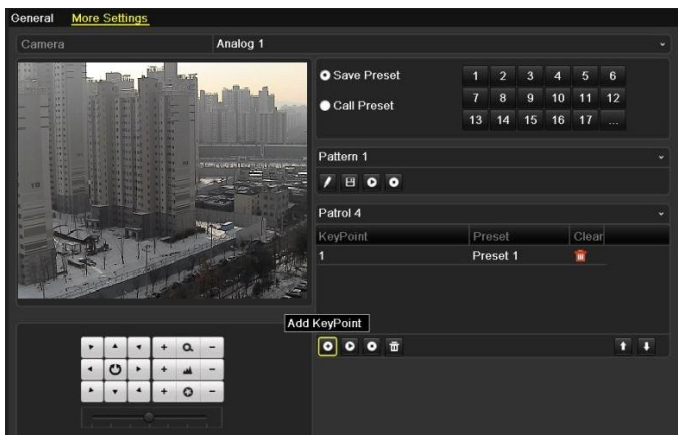 General More Settings
Camera Analog 1
Save Preset
Call Preset
1 2 3 4 5 6
7 8 9 10 11 12
13 14 15 16 17 ...
Pattern 1
Patrol 4
KeyPoint Preset Clear
1 Preset 1
Add KeyPoint